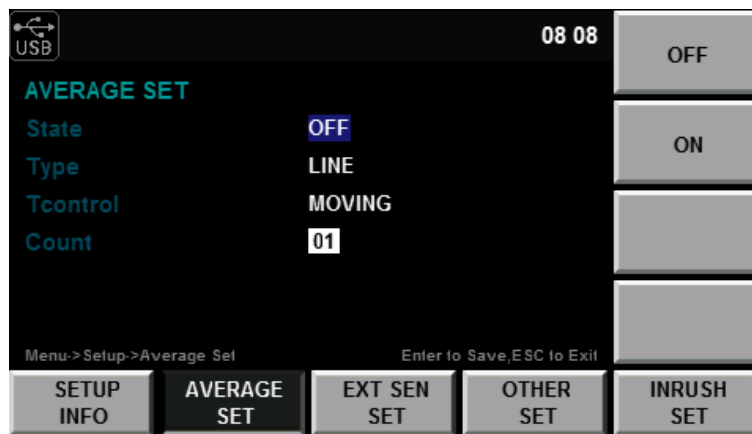 USB
08 08
OFF
AVERAGE SET
State OFF
ON
Type LINE
Tcontrol MOVING
Count 01
Menu->Setup->Average Set Enter to Save,ESC to Exit
SETUP INFO
AVERAGE SET
EXT SEN SET
OTHER SET
INRUSH SET